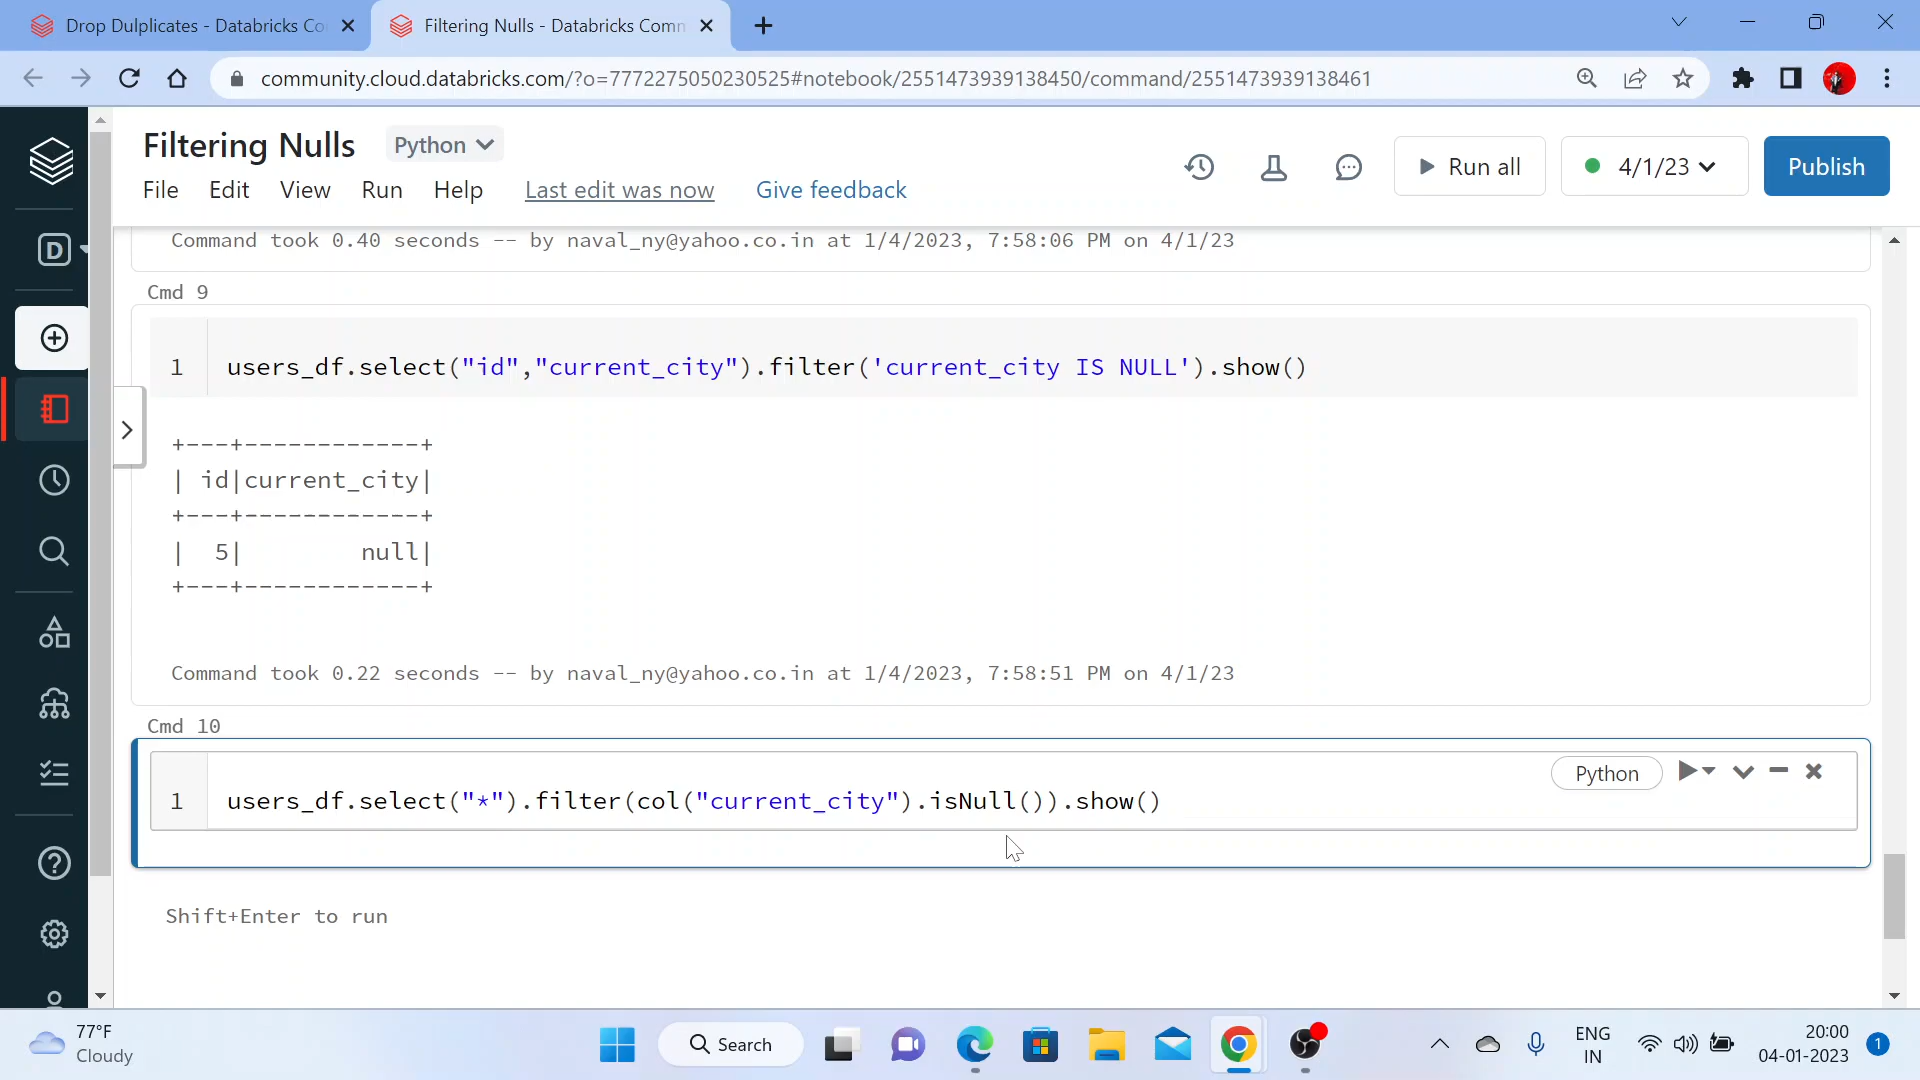 Drop Dulplicates - Databricks Co
Filtering Nulls - Databricks Comm
community.cloud.databricks.com/?o=7772275050230525#notebook/2551473939138450/command/2551473939138461
Filtering Nulls
Python
File Edit View Run Help Last edit was now Give feedback
Run all
4/1/23
Publish
D
Command took 0.40 seconds -- by naval_ny@yahoo.co.in at 1/4/2023, 7:58:06 PM on 4/1/23
Cmd 9
1 users_df.select("id","current_city").filter('current_city IS NULL').show()
+---+------------+
| id|current_city|
+---+------------+
|  5|        null|
+---+------------+
Command took 0.22 seconds -- by naval_ny@yahoo.co.in at 1/4/2023, 7:58:51 PM on 4/1/23
Cmd 10
Python
1 users_df.select("*").filter(col("current_city").isNull()).show()
Shift+Enter to run
77°F
Cloudy
Search
ENG
IN
20:00
04-01-2023
1